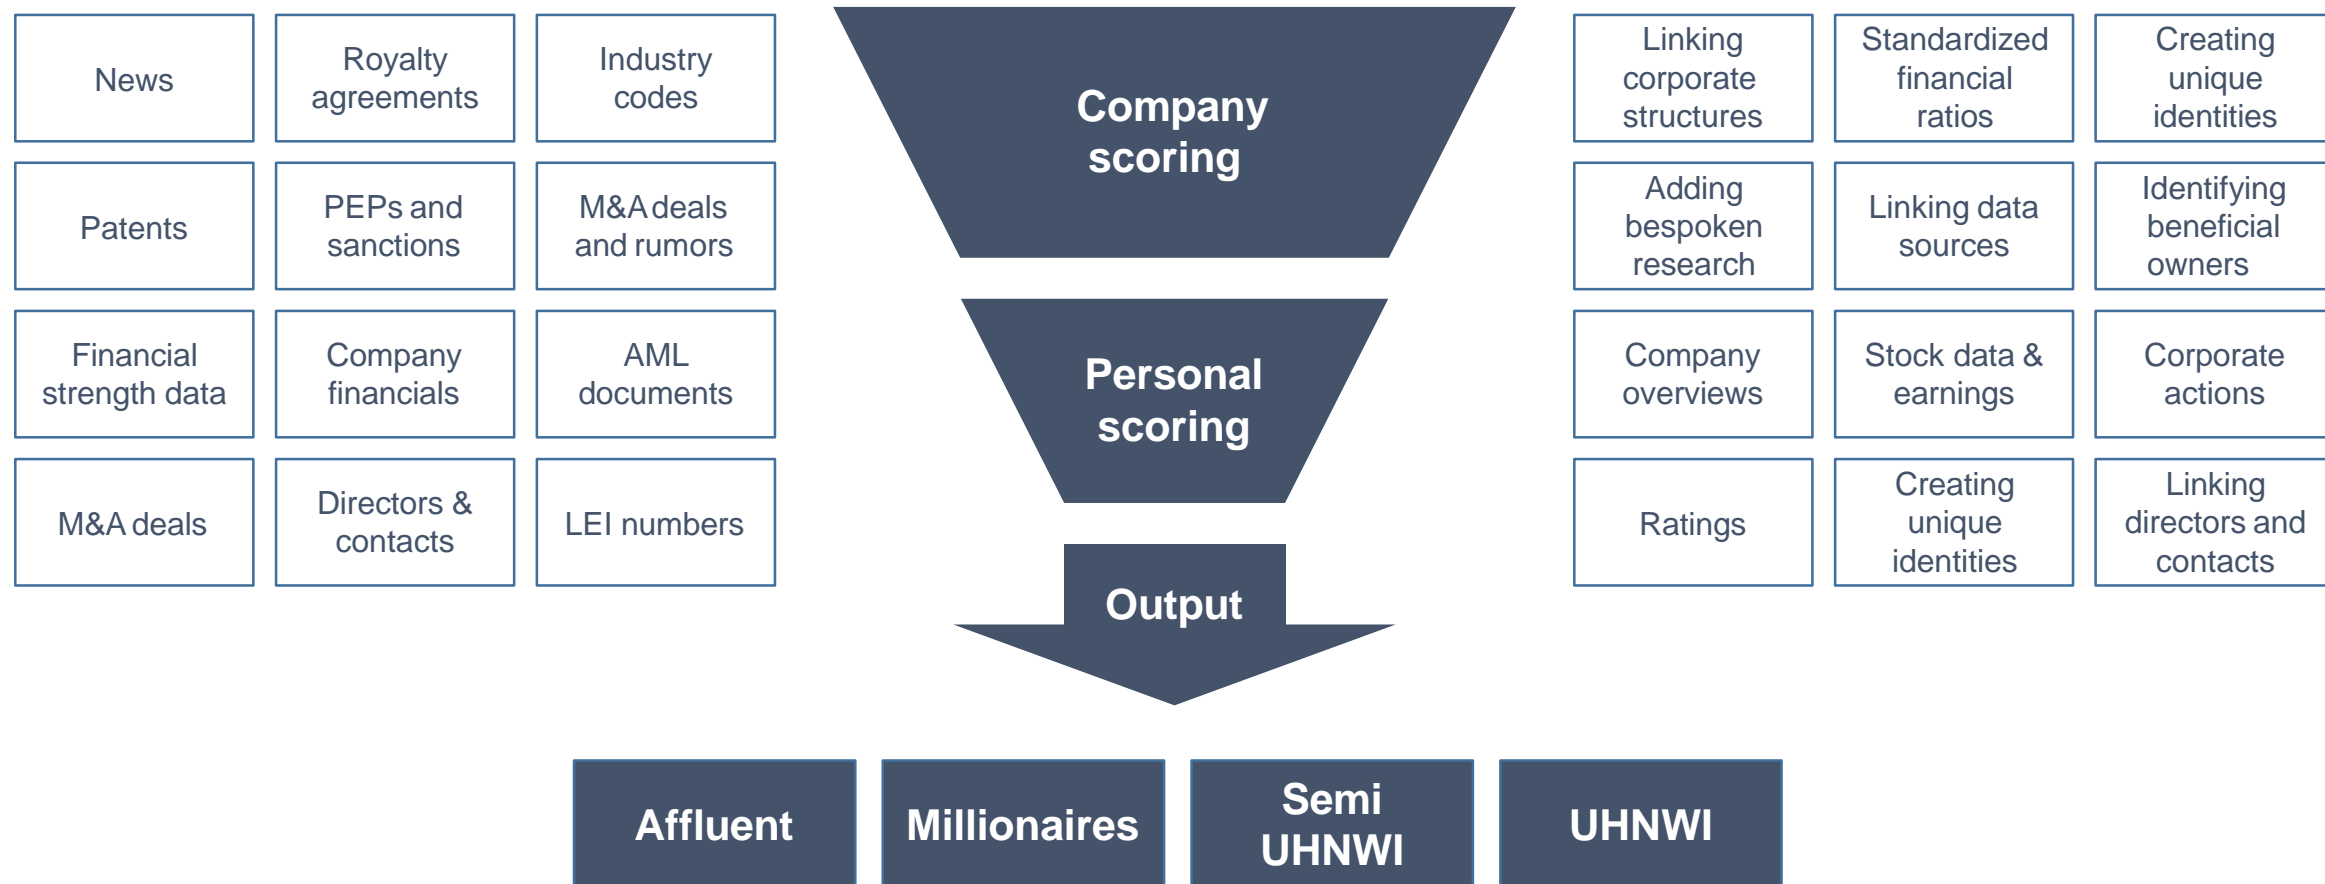 News
Royalty
agreements
Industry
codes
Patents
PEPs and
sanctions
M&A deals
and rumors
Financial
strength data
Company
financials
AML
documents
M&A deals
Directors &
contacts
LEI numbers
Company
scoring
Personal
scoring
Output
Linking
corporate
structures
Standardized
financial
ratios
Creating
unique
identities
Adding
bespoken
research
Linking data
sources
Identifying
beneficial
owners
Company
overviews
Stock data &
earnings
Corporate
actions
Ratings
Creating
unique
identities
Linking
directors and
contacts
Affluent
Millionaires
Semi
UHNWI
UHNWI